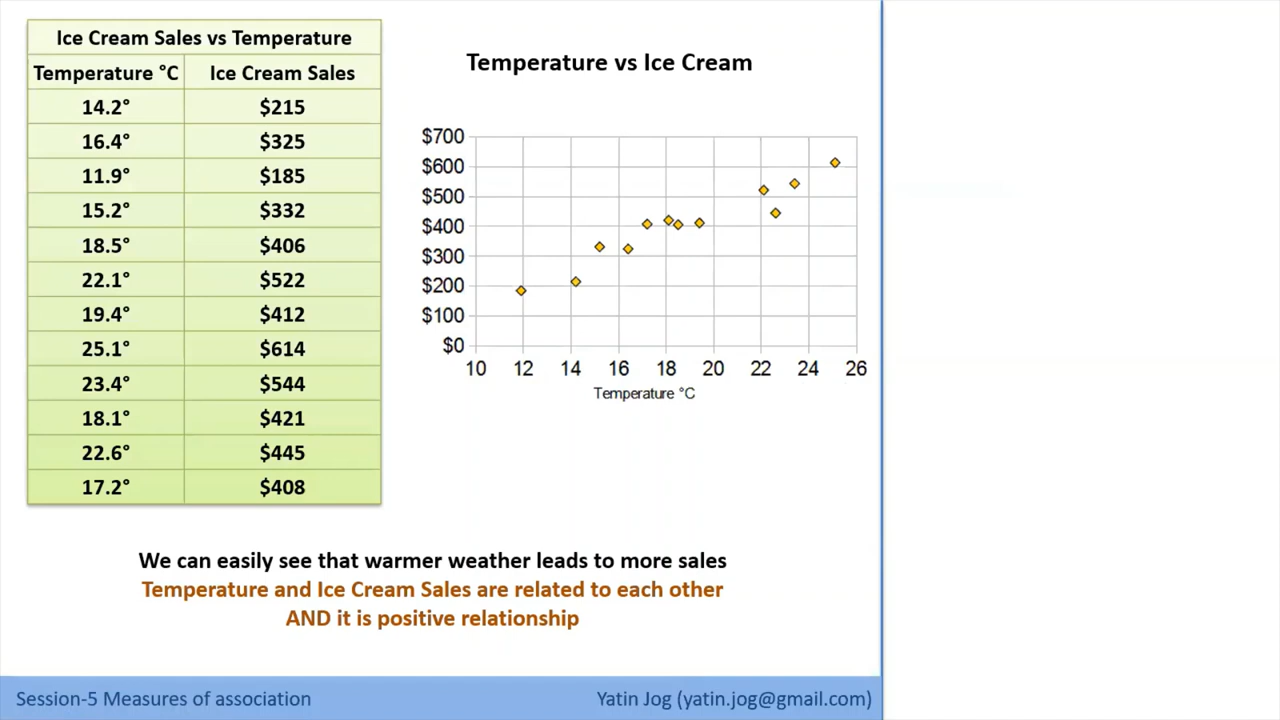 Ice Cream Sales vs Temperature
Temperature °C Ice Cream Sales
14.2° $215
16.4° $325
11.9° $185
15.2° $332
18.5° $406
22.1° $522
19.4° $412
25.1° $614
23.4° $544
18.1° $421
22.6° $445
17.2° $408
Temperature vs Ice Cream
$700
$600
$500
$400
$300
$200
$100
$0
10 12 14 16 18 20 22 24 26
Temperature °C
We can easily see that warmer weather leads to more sales
Temperature and Ice Cream Sales are related to each other
AND it is positive relationship
Session-5 Measures of association
Yatin Jog (yatin.jog@gmail.com)